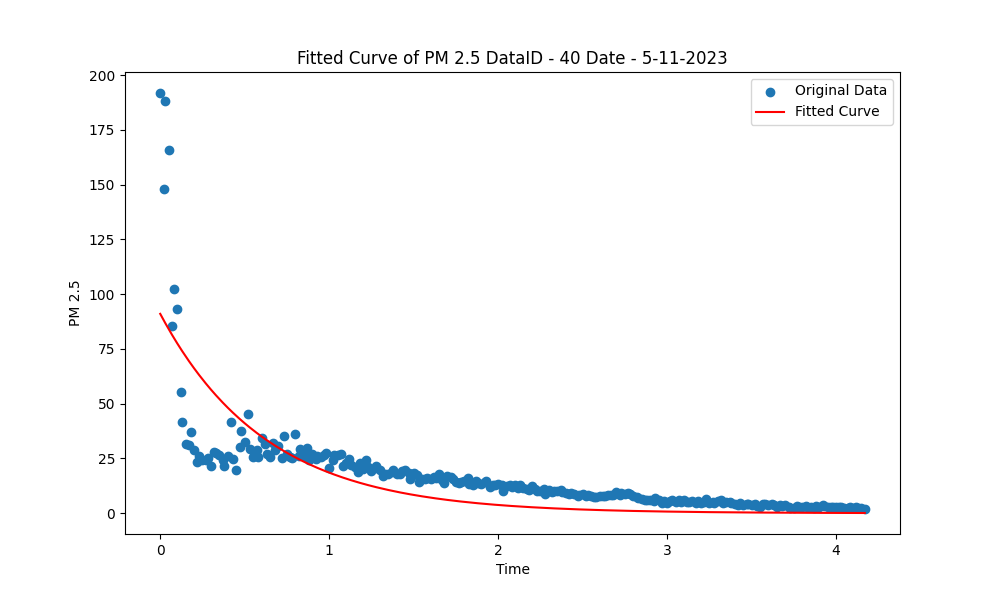 Fitted Curve of PM 2.5 DataID - 40 Date - 5-11-2023
Original Data
Fitted Curve
200
175
150
125
100
75
50
25
0
PM 2.5
0 1 2 3 4
Time